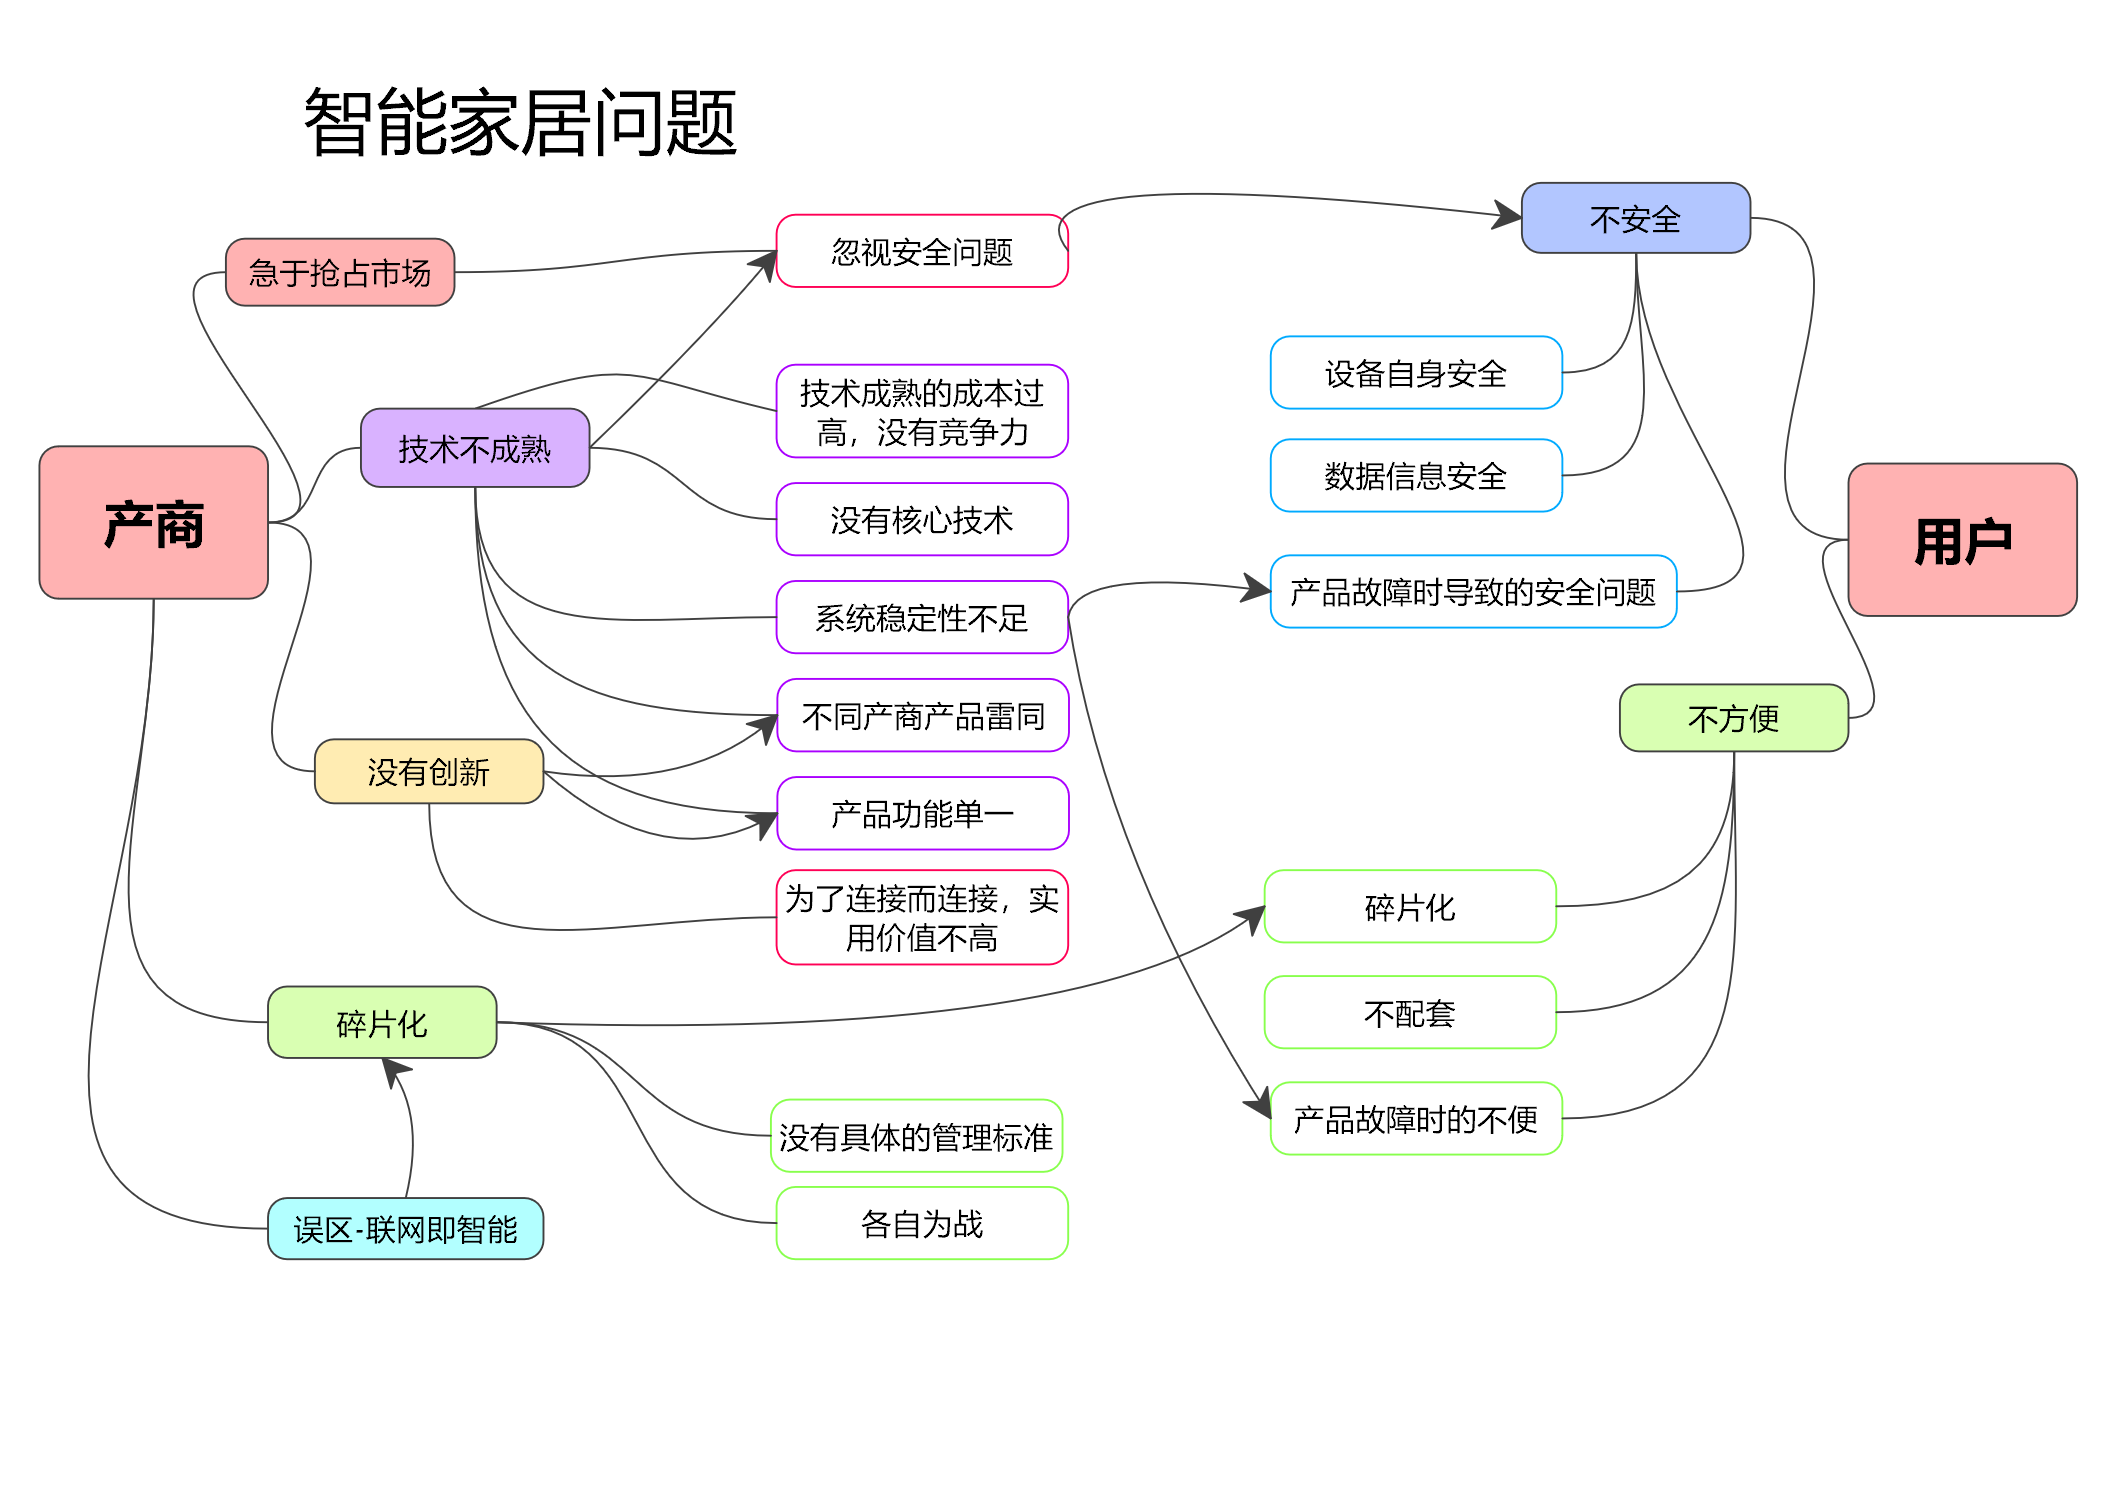 智能家居问题
急于抢占市场
忽视安全问题
不安全
技术成熟的成本过
高，没有竞争力
设备自身安全
技术不成熟
数据信息安全
产商
没有核心技术
用户
系统稳定性不足
产品故障时导致的安全问题
不同产商产品雷同
不方便
没有创新
产品功能单一
为了连接而连接，实
用价值不高
碎片化
碎片化
不配套
没有具体的管理标准
产品故障时的不便
各自为战
误区-联网即智能